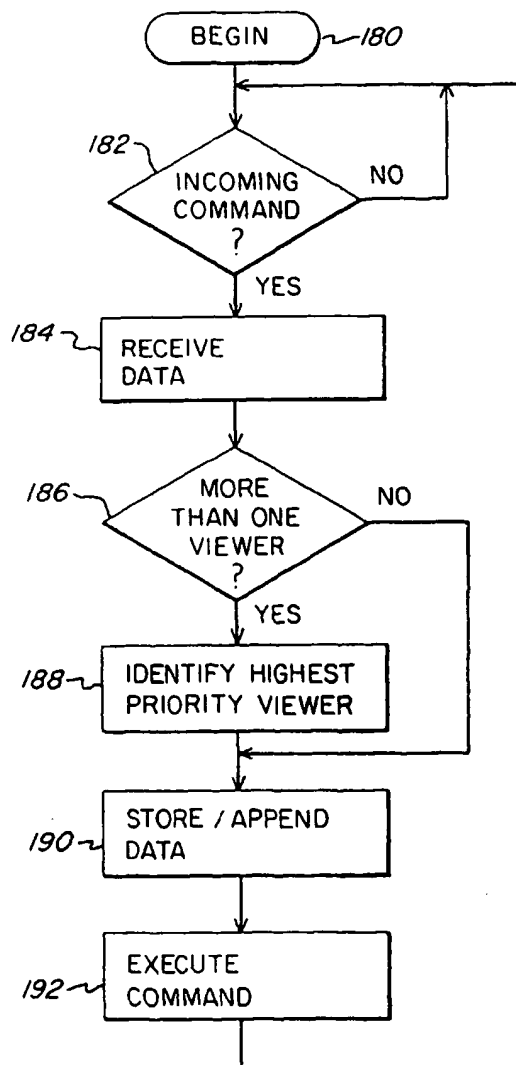 BEGIN
180
182
INCOMING
COMMAND
?
NO
YES
184
RECEIVE
DATA
186
MORE
THAN ONE
VIEWER
?
NO
YES
188
IDENTIFY HIGHEST
PRIORITY VIEWER
190
STORE / APPEND
DATA
192
EXECUTE
COMMAND